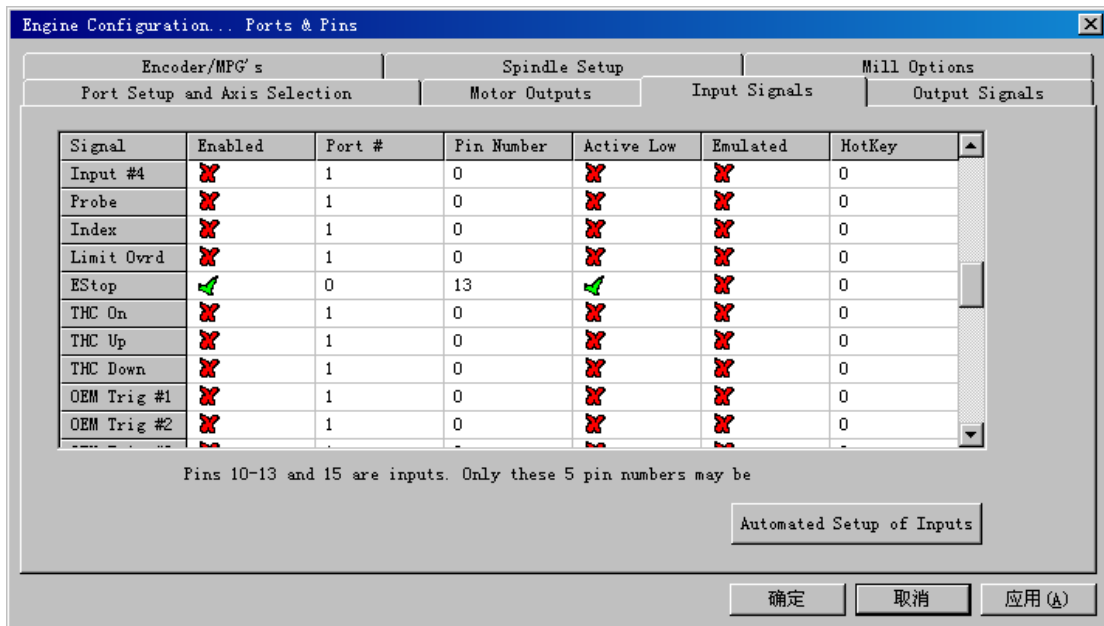 Engine Configuration... Ports & Pins
Encoder/MPG's Spindle Setup Mill Options
Port Setup and Axis Selection Motor Outputs Input Signals Output Signals
Signal Enabled Port # Pin Number Active Low Emulated HotKey
Input #4 1 0 0
Probe 1 0 0
Index 1 0 0
Limit Ovrd 1 0 0
EStop 0 13 0
THC On 1 0 0
THC Up 1 0 0
THC Down 1 0 0
OEM Trig #1 1 0 0
OEM Trig #2 1 0 0
Pins 10-13 and 15 are inputs. Only these 5 pin numbers may be
Automated Setup of Inputs
确定 取消 应用(A)